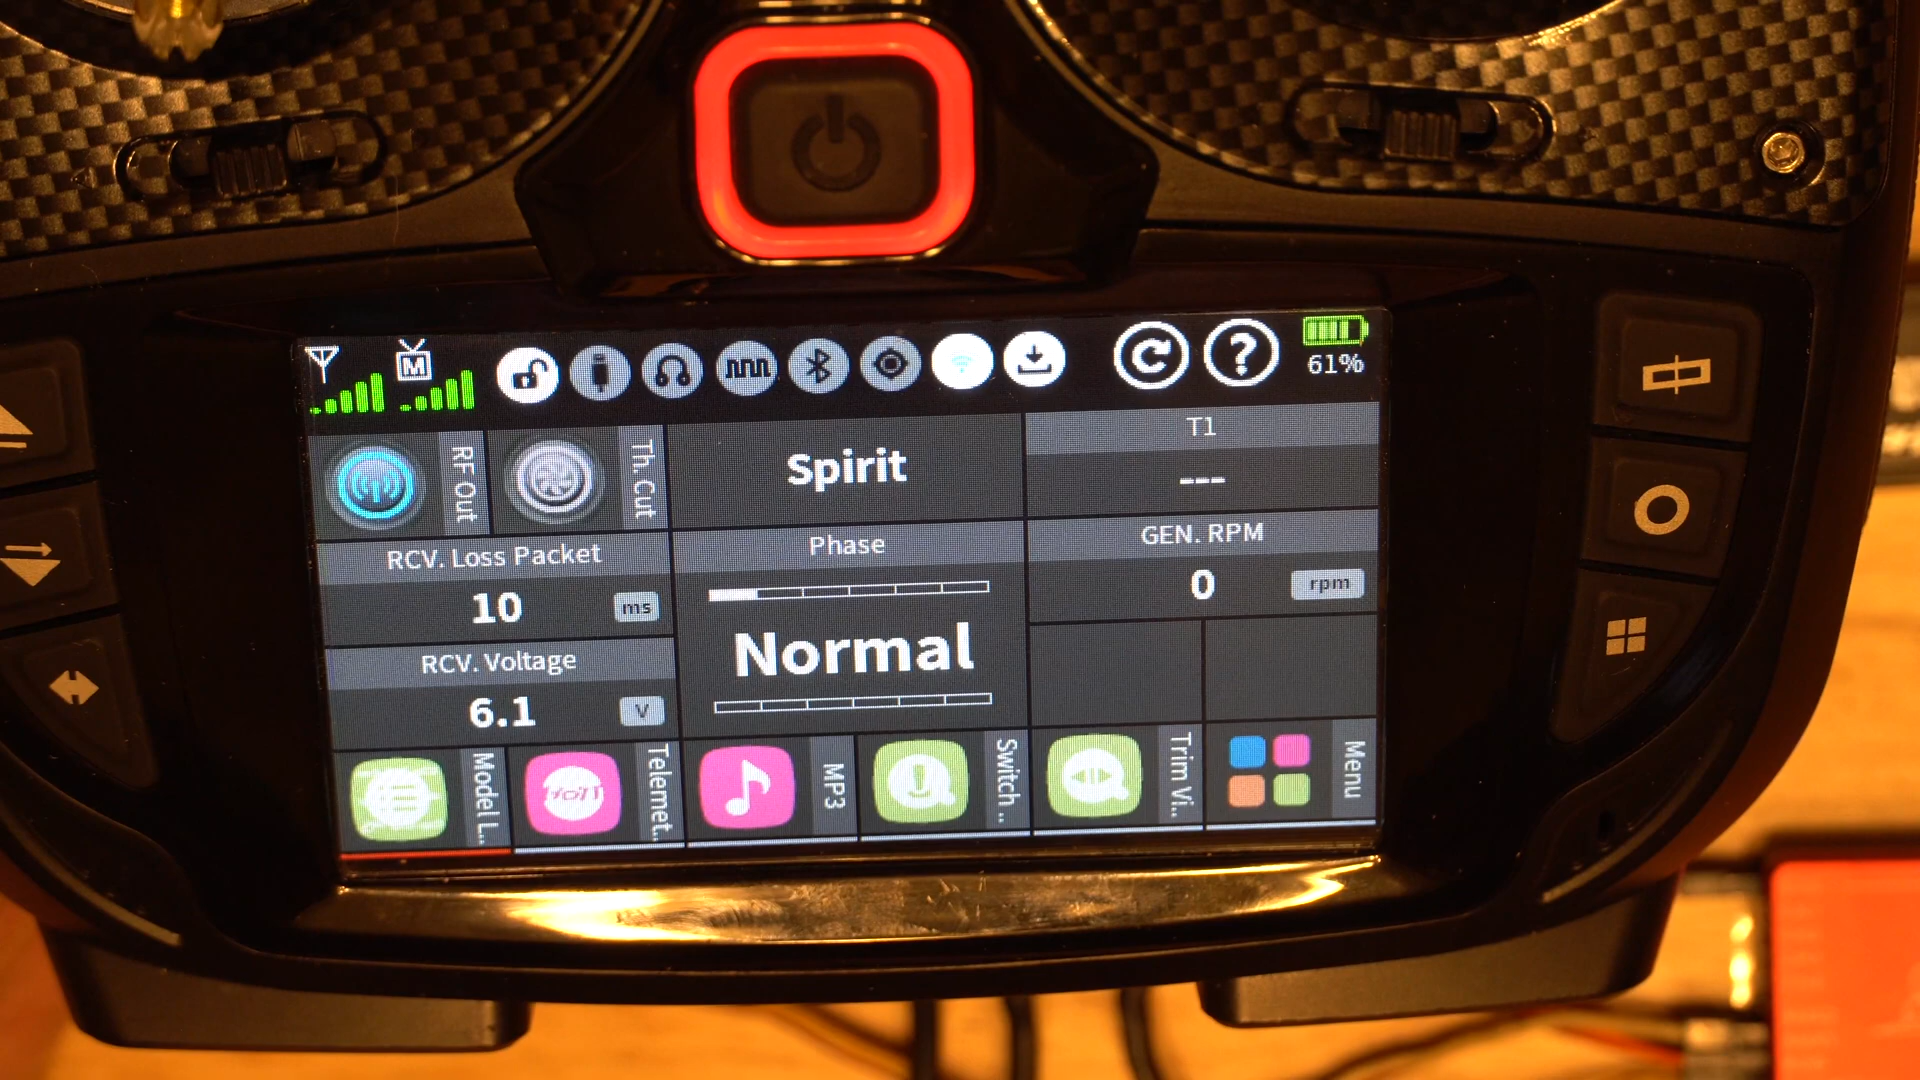 M
?
61%
RF Out
Th. Cut
Spirit
T1
---
RCV. Loss Packet
10 ms
Phase
GEN. RPM
0 rpm
RCV. Voltage
6.1 V
Normal
Model L..
Telemet..
MP3
Switch ..
Trim Vi..
Menu